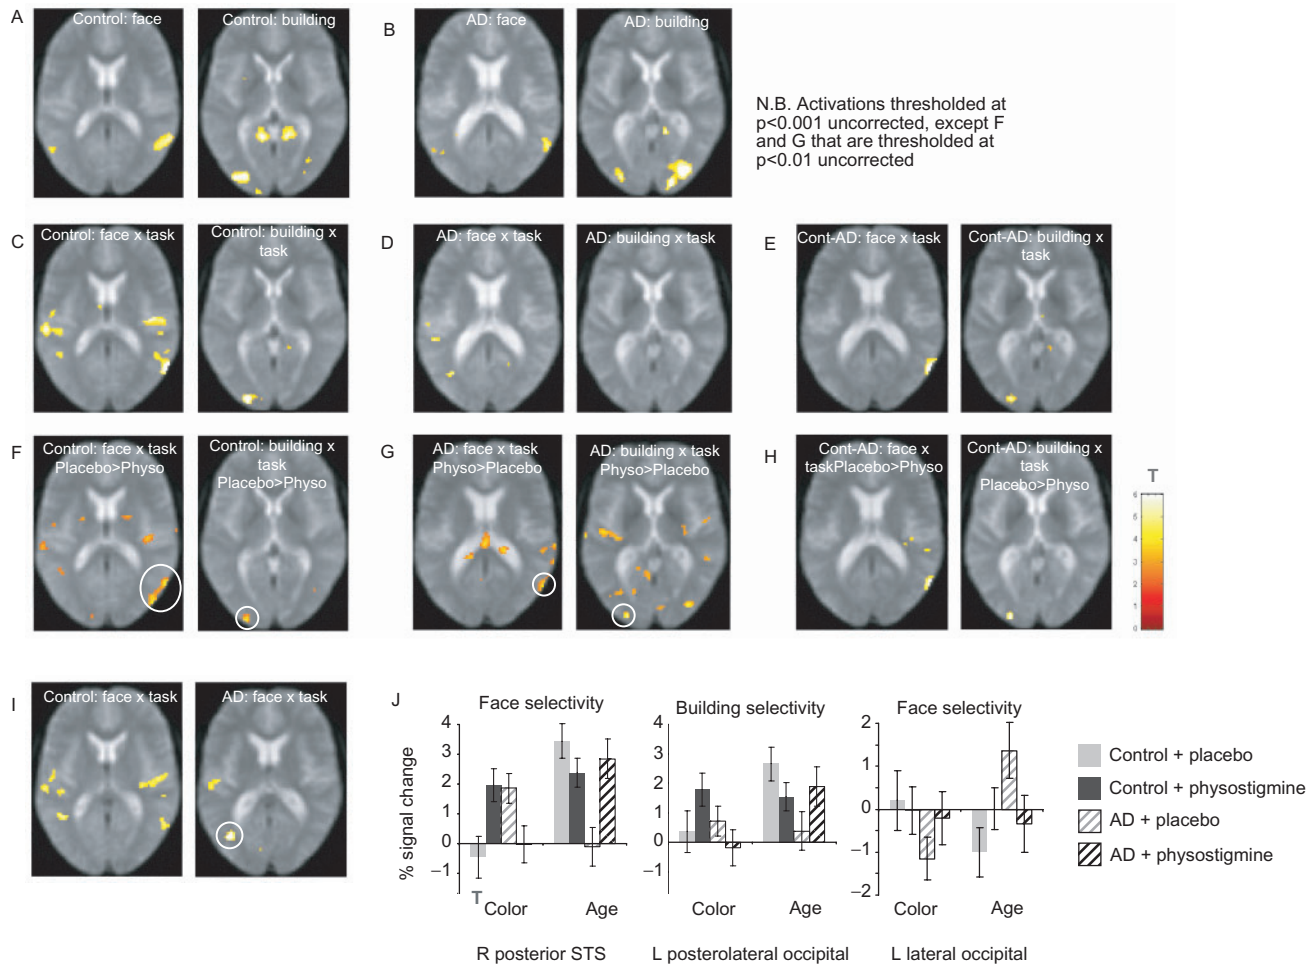 A
Control: face
Control: building
B
AD: face
AD: building
N.B. Activations thresholded at
p<0.001 uncorrected, except F
and G that are thresholded at
p<0.01 uncorrected
C
Control: face x task
Control: building x
task
D
AD: face x task
AD: building x task
E
Cont-AD: face x task
Cont-AD: building x
task
F
Control: face x task
Placebo>Physo
Control: building x
task
Placebo>Physo
G
AD: face x task
Physo>Placebo
AD: building x task
Physo>Placebo
H
Cont-AD: face x
taskPlacebo>Physo
Cont-AD: building x
task
Placebo>Physo
T
6
5
4
3
2
1
0
I
Control: face x task
AD: face x task
J
Face selectivity
% signal change
4
3
2
1
0
−1
T
Color
Age
R posterior STS
Building selectivity
4
3
2
1
0
−1
Color
Age
L posterolateral occipital
Face selectivity
2
1
0
−1
−2
Color
Age
L lateral occipital
Control + placebo
Control + physostigmine
AD + placebo
AD + physostigmine